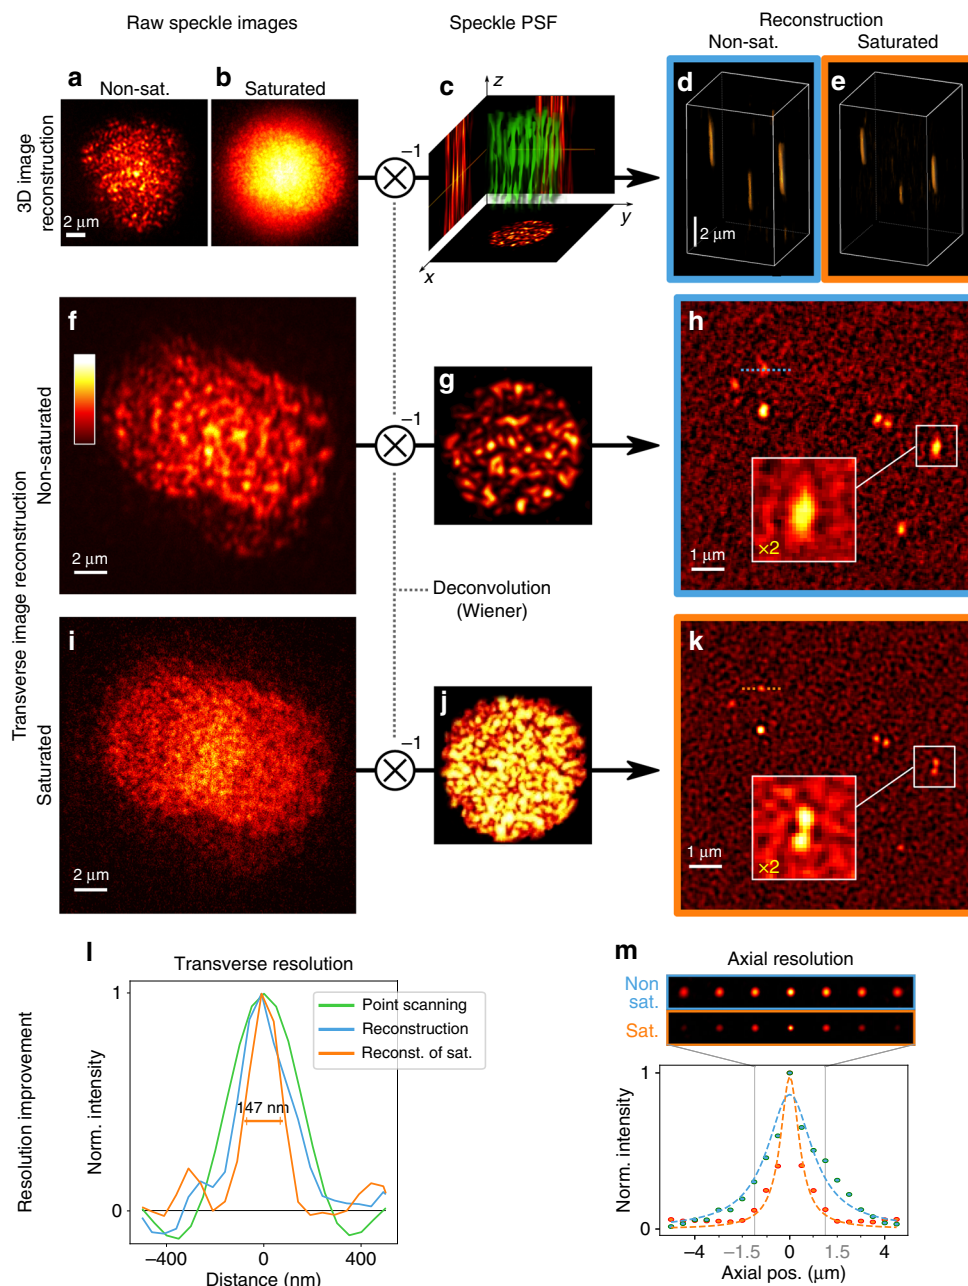 Raw speckle images
Speckle PSF
Reconstruction
Non-sat.
Saturated
a
Non-sat.
b
Saturated
c
z
y
x
d
e
3D image
reconstruction
2 μm
−1
2 μm
Transverse image reconstruction
Non-saturated
f
2 μm
−1
g
h
×2
1 μm
Deconvolution
(Wiener)
Saturated
i
2 μm
−1
j
k
×2
1 μm
Resolution improvement
l
Transverse resolution
Point scanning
Reconstruction
Reconst. of sat.
147 nm
Norm. intensity
1
0
−400
0
400
Distance (nm)
m
Axial resolution
Non
sat.
Sat.
Norm. intensity
1
0
−4
−1.5
0
1.5
4
Axial pos. (μm)